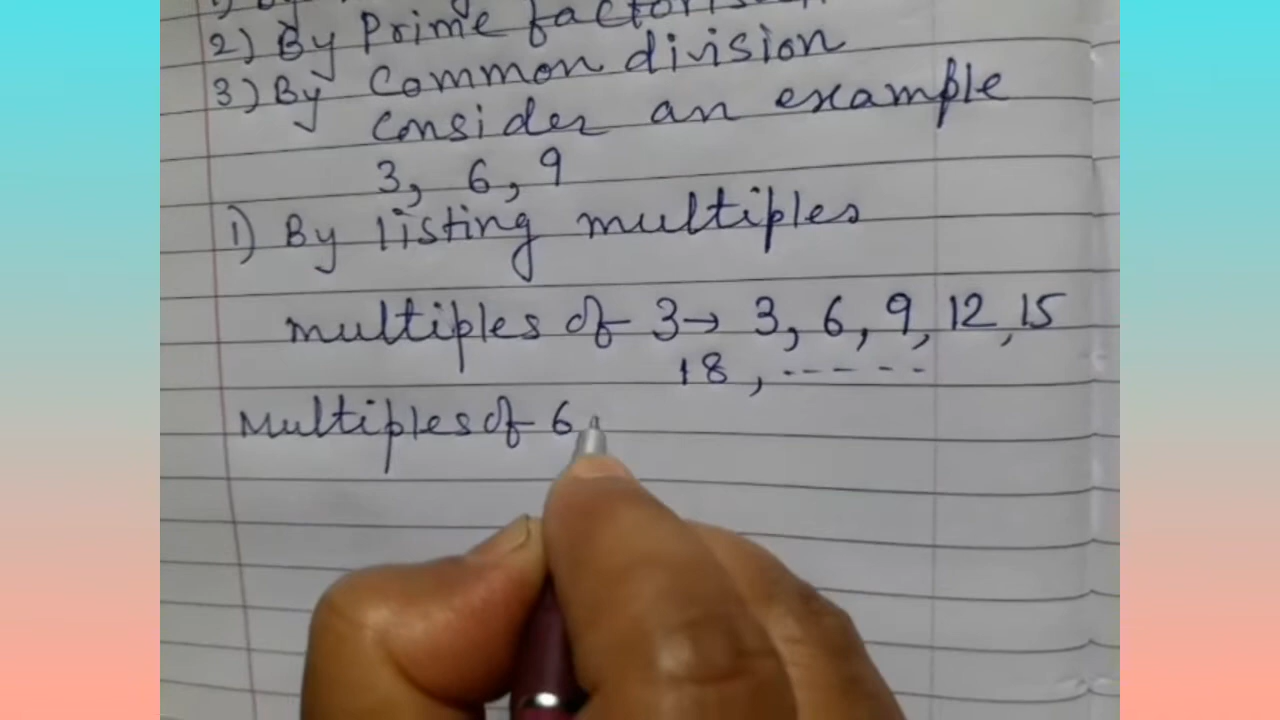 2) By Prime
3) By Common division
Consider an example
3, 6, 9
1) By listing multiples
multiples of 3→ 3, 6, 9, 12, 15
18, -----
Multiples of 6